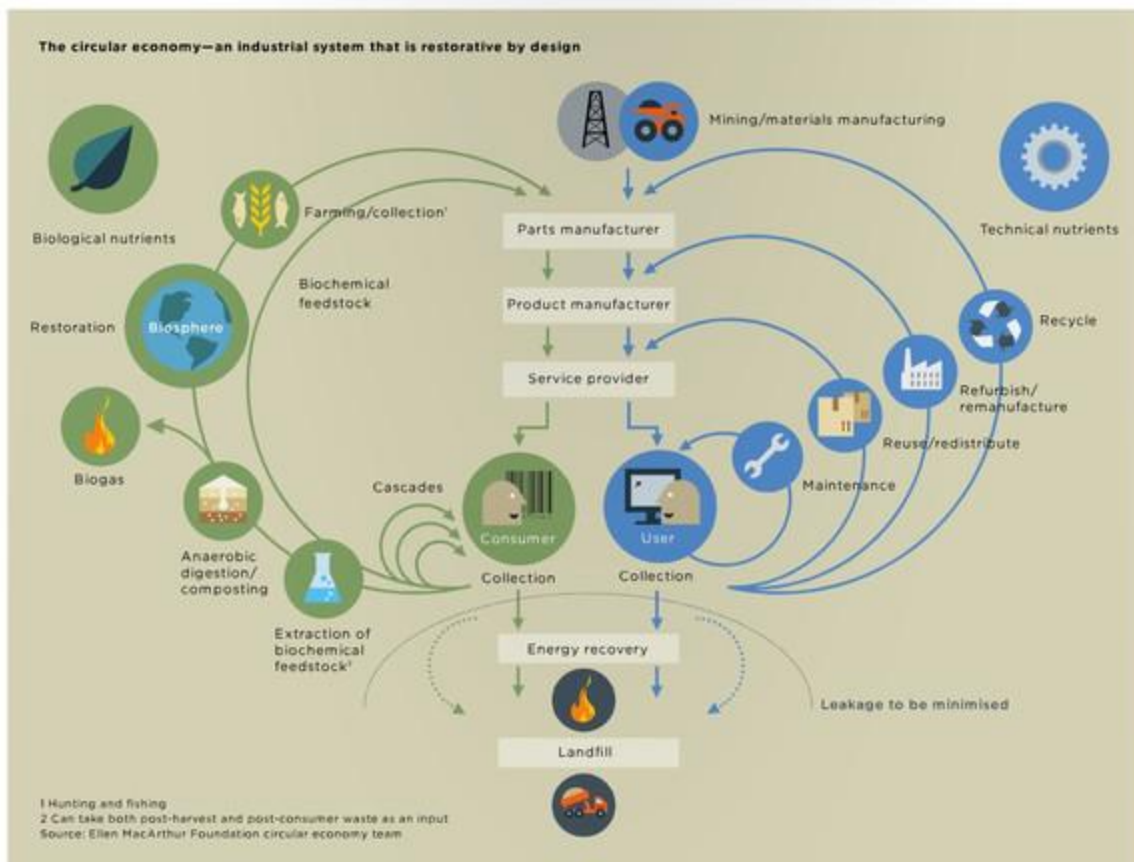 The circular economy—an industrial system that is restorative by design
Mining/materials manufacturing
Biological nutrients
Farming/collection¹
Parts manufacturer
Technical nutrients
Biochemical
feedstock
Product manufacturer
Restoration
Biosphere
Recycle
Service provider
Refurbish/
remanufacture
Reuse/redistribute
Biogas
Cascades
Maintenance
Consumer
User
Anaerobic
digestion/
composting
Collection
Collection
Extraction of
biochemical
feedstock²
Energy recovery
Leakage to be minimised
Landfill
1 Hunting and fishing
2 Can take both post-harvest and post-consumer waste as an input
Source: Ellen MacArthur Foundation circular economy team